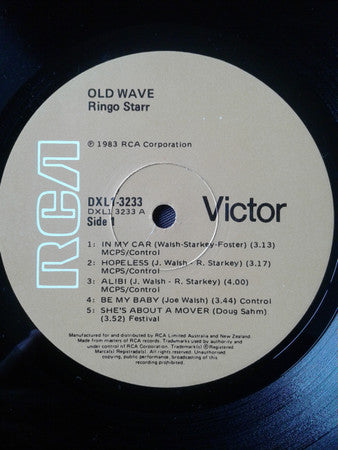 OLD WAVE
Ringo Starr
℗ 1983 RCA Corporation
RCA
DXL1-3233
DXL1 3233 A
Side 1
Victor
1: IN MY CAR (Walsh-Starkey-Foster) (3.13)
MCPS/Control
2: HOPELESS (J. Walsh - R. Starkey) (3.17)
MCPS/Control
3: ALIBI (J. Walsh - R. Starkey) (4.00)
MCPS/Control
4: BE MY BABY (Joe Walsh) (3.44) Control
5: SHE'S ABOUT A MOVER (Doug Sahm)
(3.52) Festival
Manufactured for and distributed by RCA Limited Australia and New Zealand
Made from masters of RCA records. Trademarks used by authority and
under control of RCA Corporation. Trademark(s) ®Registered.
Marca(s) Registrada(s). All rights reserved. Unauthorised
copying, public performance, broadcasting of this
recording prohibited.